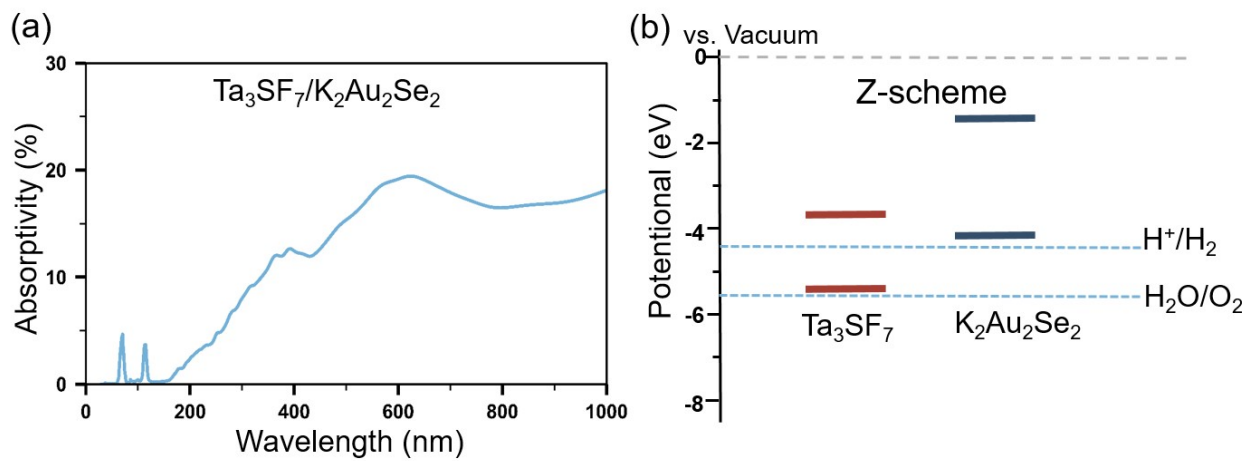 (a)
30
20
10
0
Absorptivity (%)
Ta₃SF₇/K₂Au₂Se₂
0 200 400 600 800 1000
Wavelength (nm)
(b) vs. Vacuum
0
-2
-4
-6
-8
Potentional (eV)
Z-scheme
H⁺/H₂
H₂O/O₂
Ta₃SF₇ K₂Au₂Se₂